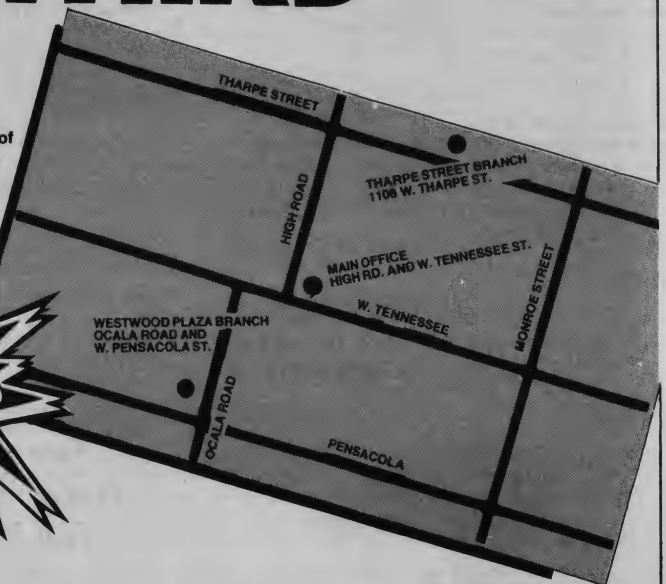 of
THARPE STREET
THARPE STREET BRANCH
1108 W. THARPE ST.
HIGH ROAD
MAIN OFFICE
HIGH RD. AND W. TENNESSEE ST.
W. TENNESSEE
MONROE STREET
WESTWOOD PLAZA BRANCH
OCALA ROAD AND
W. PENSACOLA ST.
OCALA ROAD
PENSACOLA